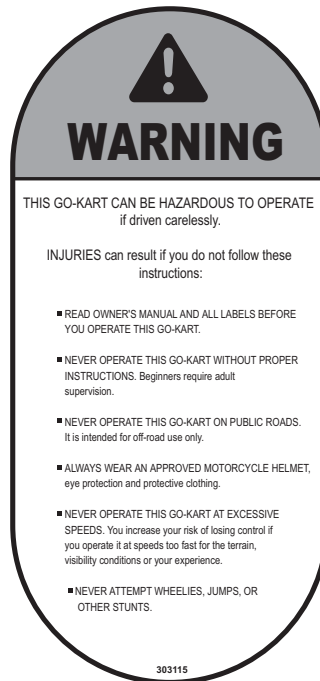 WARNING
THIS GO-KART CAN BE HAZARDOUS TO OPERATE
if driven carelessly.
INJURIES can result if you do not follow these
instructions:
■ READ OWNER'S MANUAL AND ALL LABELS BEFORE
YOU OPERATE THIS GO-KART.
■ NEVER OPERATE THIS GO-KART WITHOUT PROPER
INSTRUCTIONS. Beginners require adult
supervision.
■ NEVER OPERATE THIS GO-KART ON PUBLIC ROADS.
It is intended for off-road use only.
■ ALWAYS WEAR AN APPROVED MOTORCYCLE HELMET,
eye protection and protective clothing.
■ NEVER OPERATE THIS GO-KART AT EXCESSIVE
SPEEDS. You increase your risk of losing control if
you operate it at speeds too fast for the terrain,
visibility conditions or your experience.
■ NEVER ATTEMPT WHEELIES, JUMPS, OR
OTHER STUNTS.
303115